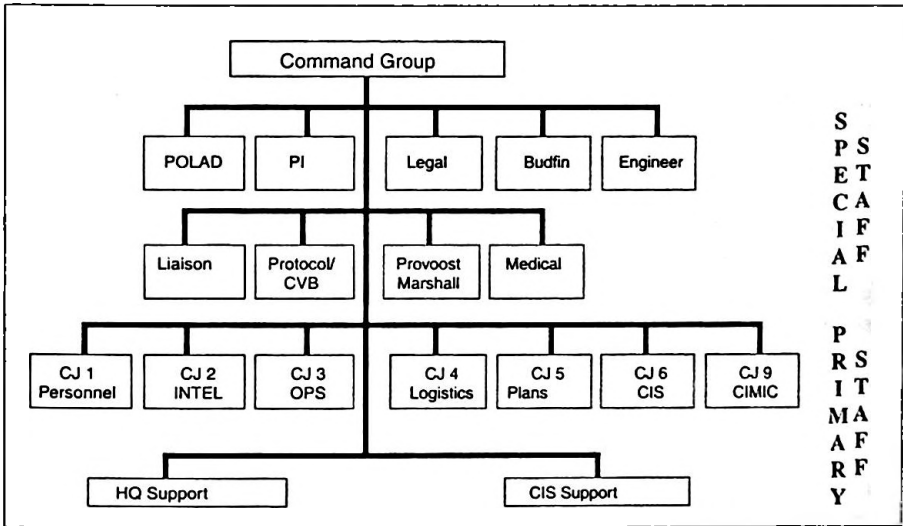 Command Group
POLAD
PI
Legal
Budfin
Engineer
Liaison
Protocol/
CVB
Provoost
Marshall
Medical
SPECIAL
STAFF
CJ 1
Personnel
CJ 2
INTEL
CJ 3
OPS
CJ 4
Logistics
CJ 5
Plans
CJ 6
CIS
CJ 9
CIMIC
PRIMARY
STAFF
HQ Support
CIS Support